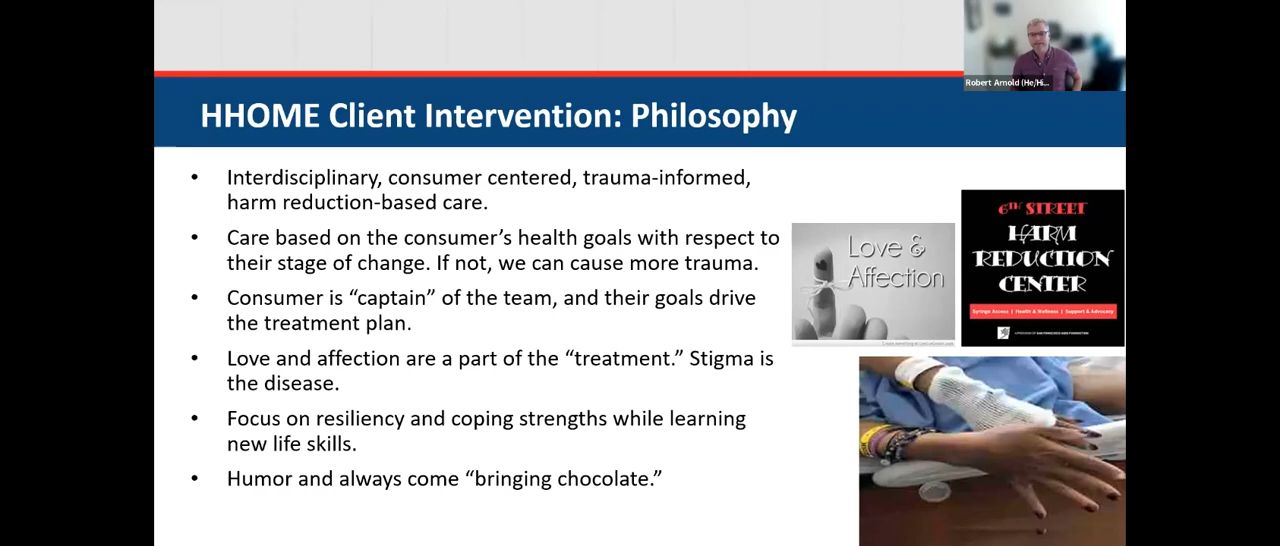 Robert Arnold (He/Hi...
HHOME Client Intervention: Philosophy
• Interdisciplinary, consumer centered, trauma-informed,
harm reduction-based care.
• Care based on the consumer's health goals with respect to
their stage of change. If not, we can cause more trauma.
• Consumer is “captain” of the team, and their goals drive
the treatment plan.
• Love and affection are a part of the “treatment.” Stigma is
the disease.
• Focus on resiliency and coping strengths while learning
new life skills.
• Humor and always come “bringing chocolate.”
Love &
Affection
6TH STREET
HARM
REDUCTION
CENTER
Syringe Access | Health & Wellness | Support & Advocacy